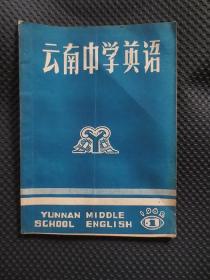 云南中学英语
YUNNAN MIDDLE
SCHOOL ENGLISH